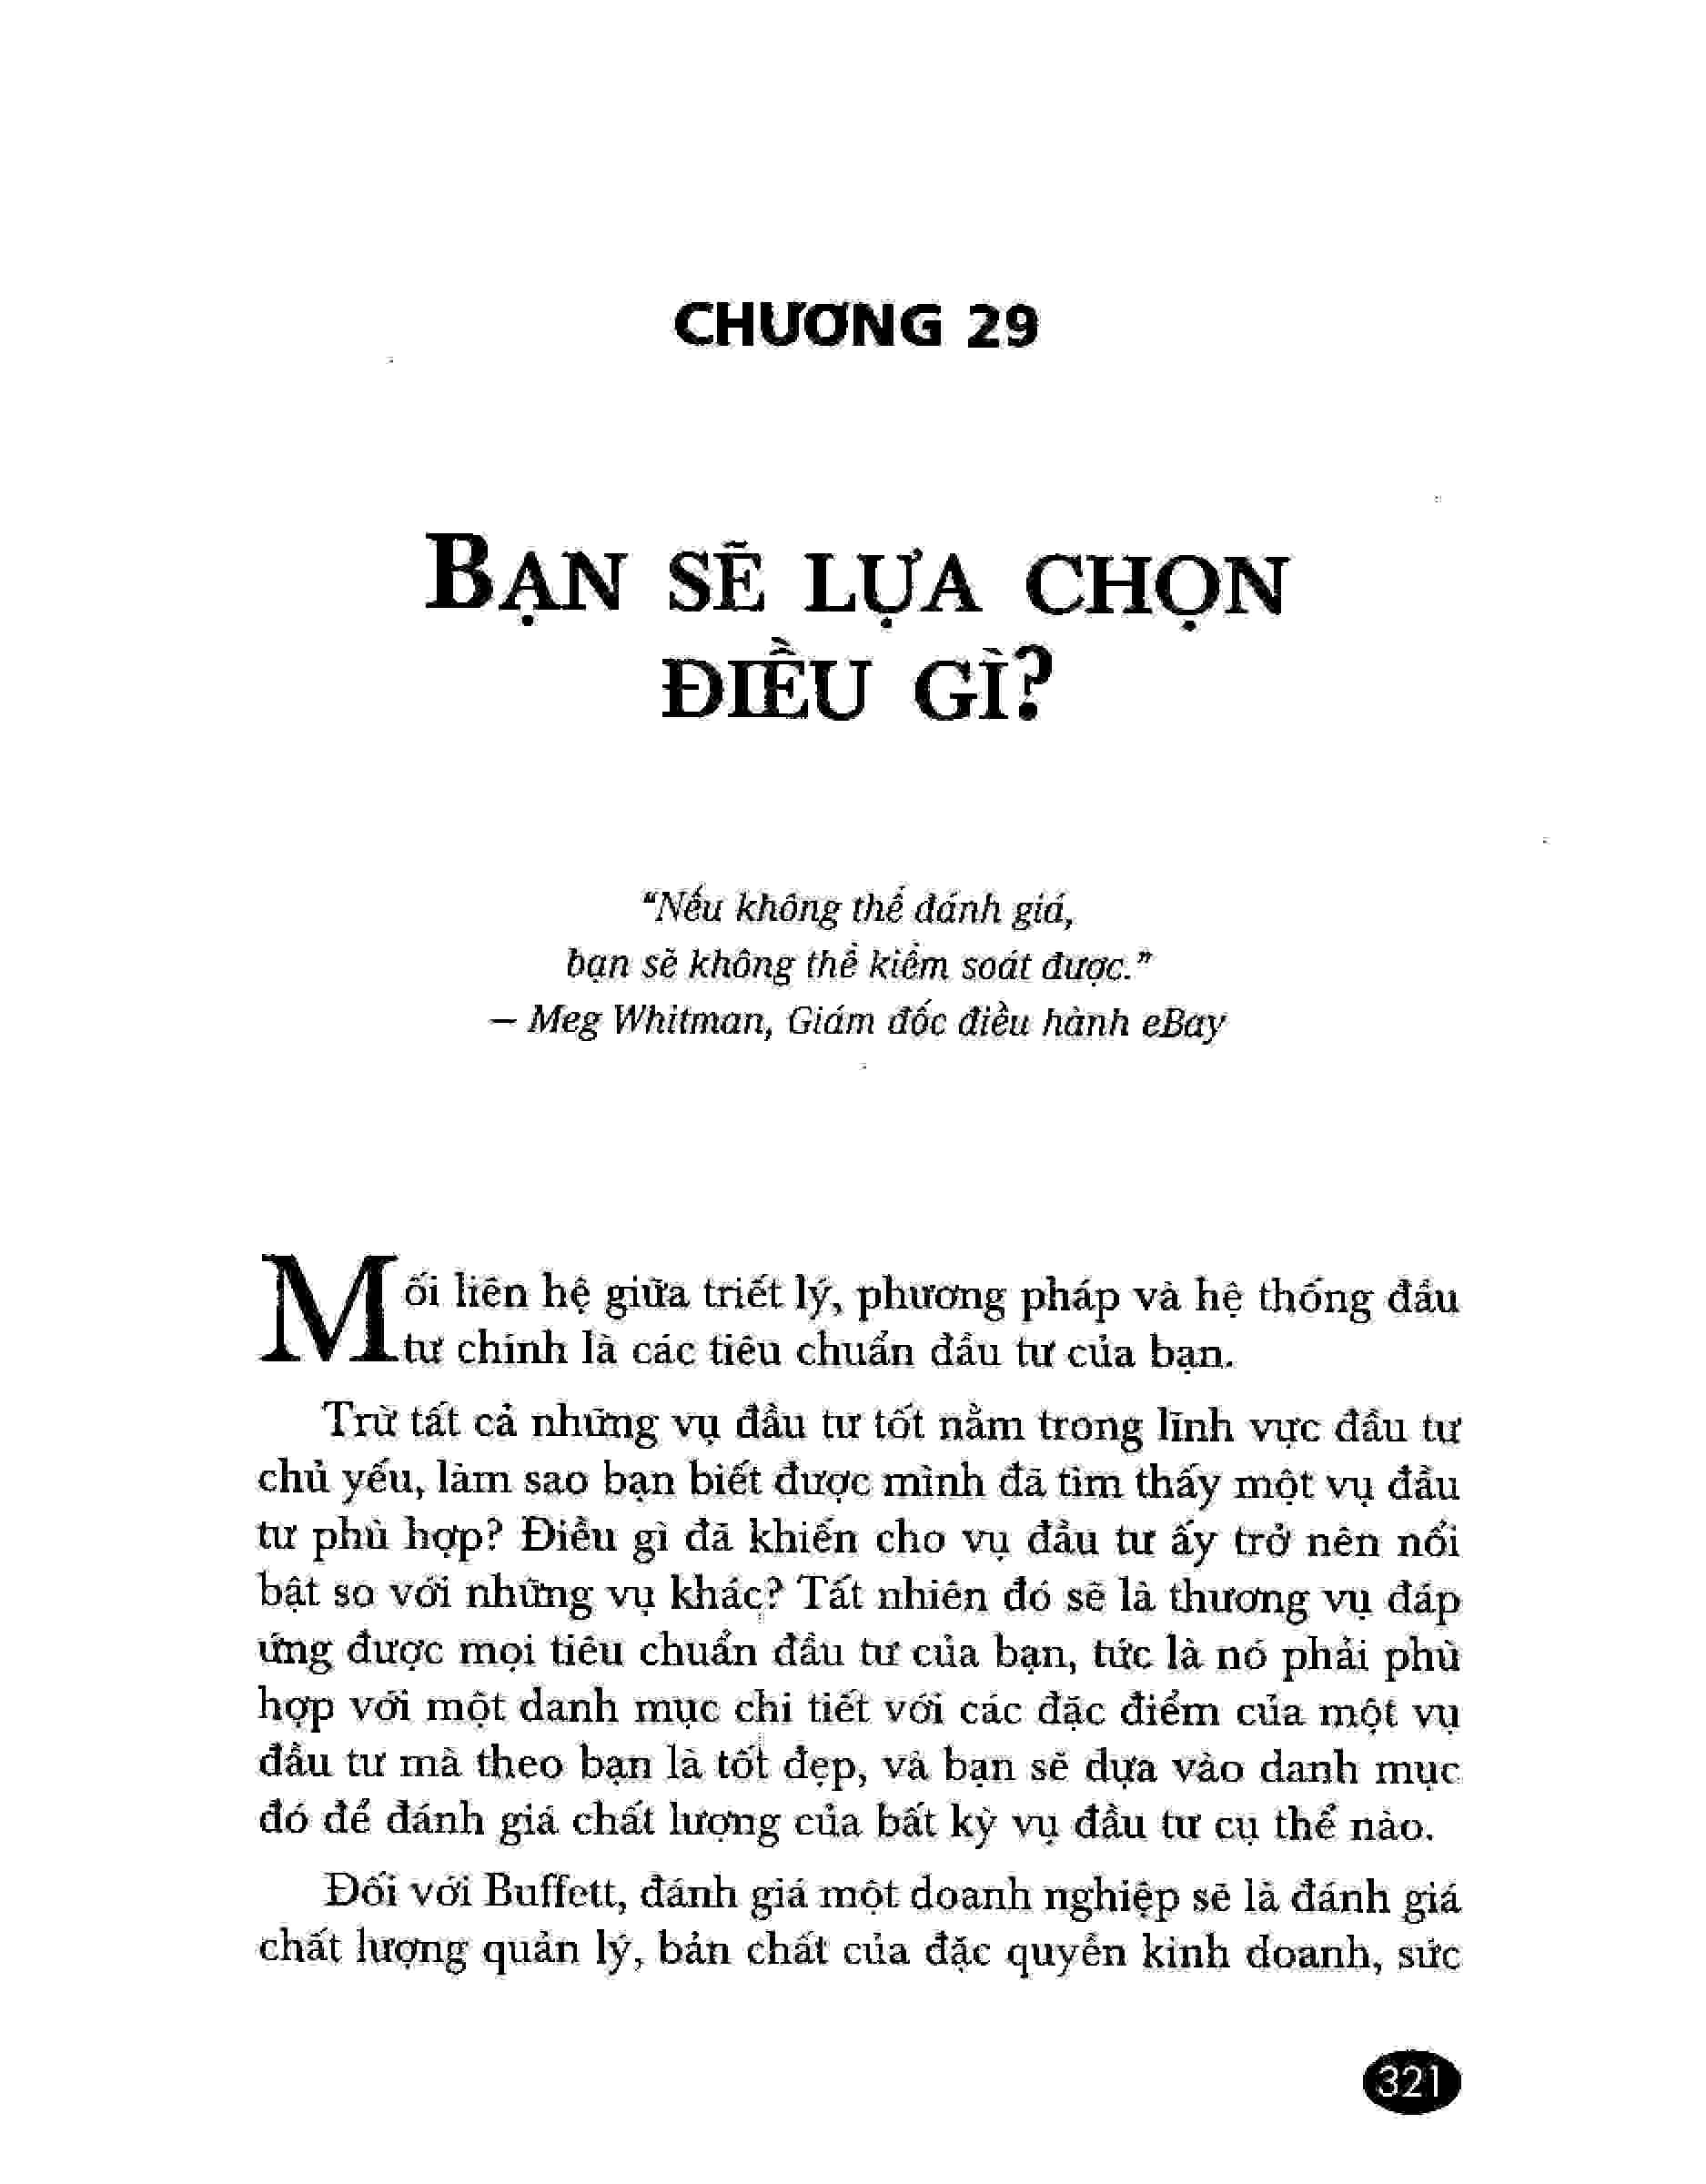 CHƯƠNG 29
BẠN SẼ LỰA CHỌN
ĐIỀU GÌ?
“Nếu không thể đánh giá,
bạn sẽ không thể kiểm soát được.”
– Meg Whitman, Giám đốc điều hành eBay
Mối liên hệ giữa triết lý, phương pháp và hệ thống đầu
tư chính là các tiêu chuẩn đầu tư của bạn.
Trừ tất cả những vụ đầu tư tốt nằm trong lĩnh vực đầu tư
chủ yếu, làm sao bạn biết được mình đã tìm thấy một vụ đầu
tư phù hợp? Điều gì đã khiến cho vụ đầu tư ấy trở nên nổi
bật so với những vụ khác? Tất nhiên đó sẽ là thương vụ đáp
ứng được mọi tiêu chuẩn đầu tư của bạn, tức là nó phải phù
hợp với một danh mục chi tiết với các đặc điểm của một vụ
đầu tư mà theo bạn là tốt đẹp, và bạn sẽ dựa vào danh mục
đó để đánh giá chất lượng của bất kỳ vụ đầu tư cụ thể nào.
Đối với Buffett, đánh giá một doanh nghiệp sẽ là đánh giá
chất lượng quản lý, bản chất của đặc quyền kinh doanh, sức
321